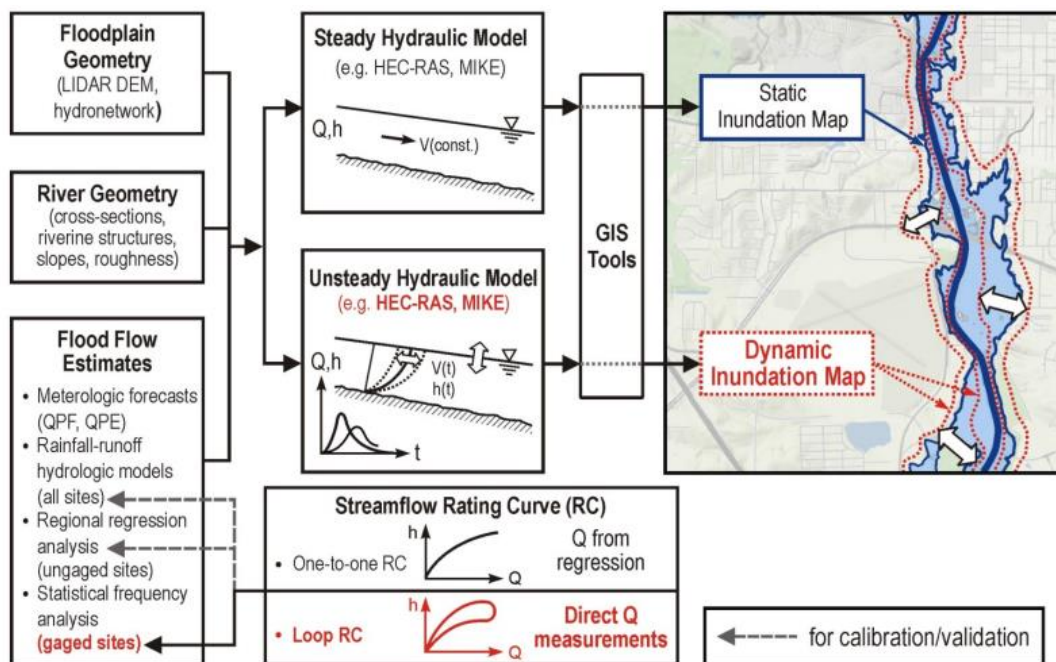 Floodplain
Geometry
(LIDAR DEM,
hydronetwork)
River Geometry
(cross-sections,
riverine structures,
slopes, roughness)
Flood Flow
Estimates
• Meterologic forecasts
(QPF, QPE)
• Rainfall-runoff
hydrologic models
(all sites)
• Regional regression
analysis
(ungaged sites)
• Statistical frequency
analysis
(gaged sites)
Steady Hydraulic Model
(e.g. HEC-RAS, MIKE)
Q,h
V(const.)
Unsteady Hydraulic Model
(e.g. HEC-RAS, MIKE)
Q,h
V(t)
h(t)
t
GIS
Tools
Static
Inundation Map
Dynamic
Inundation Map
Streamflow Rating Curve (RC)
• One-to-one RC
h
Q
Q from
regression
• Loop RC
h
Q
Direct Q
measurements
for calibration/validation